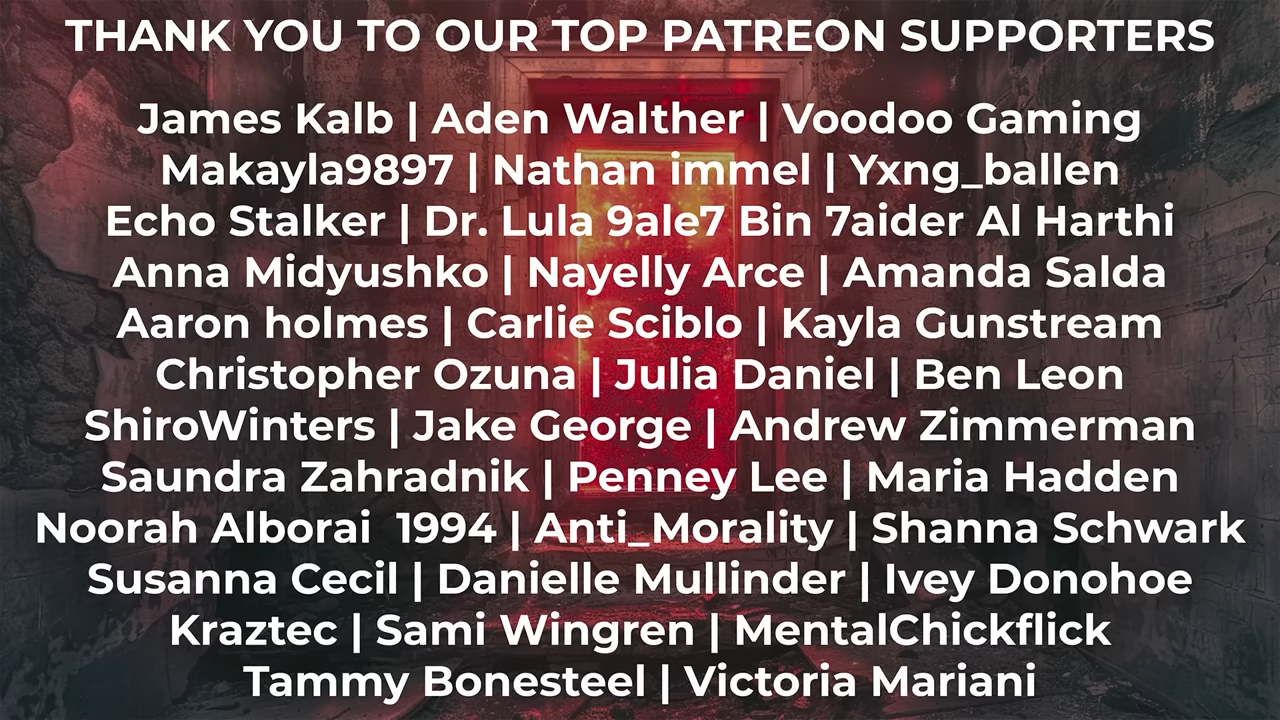 THANK YOU TO OUR TOP PATREON SUPPORTERS
James Kalb | Aden Walther | Voodoo Gaming
Makayla9897 | Nathan immel | Yxng_ballen
Echo Stalker | Dr. Lula 9ale7 Bin 7aider Al Harthi
Anna Midyushko | Nayelly Arce | Amanda Salda
Aaron holmes | Carlie Sciblo | Kayla Gunstream
Christopher Ozuna | Julia Daniel | Ben Leon
ShiroWinters | Jake George | Andrew Zimmerman
Saundra Zahradnik | Penney Lee | Maria Hadden
Noorah Alborai  1994 | Anti_Morality | Shanna Schwark
Susanna Cecil | Danielle Mullinder | Ivey Donohoe
Kraztec | Sami Wingren | MentalChickflick
Tammy Bonesteel | Victoria Mariani